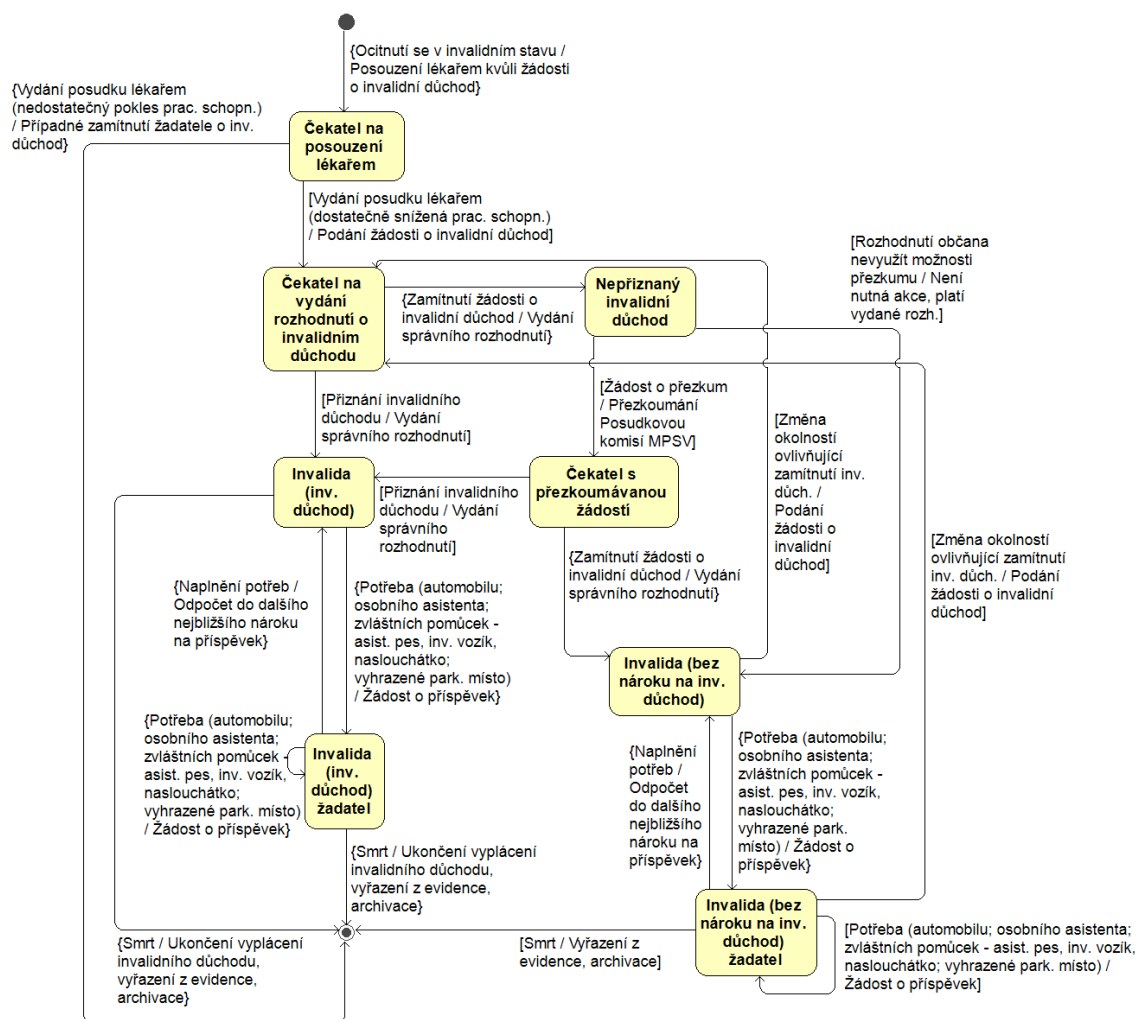 {Ocitnutí se v invalidním stavu /
Posouzení lékařem kvůli žádosti
o invalidní důchod}
{Vydání posudku lékařem
(nedostatečný pokles prac. schopn.)
/ Případné zamítnutí žadatele o inv.
důchod}
Čekatel na
posouzení
lékařem
[Vydání posudku lékařem
(dostatečně snížená prac. schopn.)
/ Podání žádosti o invalidní důchod]
[Rozhodnutí občana
nevyužít možnosti
přezkumu / Není
nutná akce, platí
vydané rozh.]
Čekatel na
vydání
rozhodnutí o
invalidním
důchodu
{Zamítnutí žádosti o
invalidní důchod / Vydání
správního rozhodnutí}
Nepřiznaný
invalidní
důchod
[Přiznání invalidního
důchodu / Vydání
správního rozhodnutí]
[Žádost o přezkum
/ Přezkoumání
Posudkovou
komisí MPSV]
[Změna
okolností
ovlivňující
zamítnutí inv.
důch. /
Podání
žádosti o
invalidní
důchod]
Invalida
(inv.
důchod)
[Přiznání invalidního
důchodu / Vydání
správního
rozhodnutí]
Čekatel s
přezkoumávanou
žádostí
[Změna okolností
ovlivňující zamítnutí
inv. důch. / Podání
žádosti o invalidní
důchod]
{Zamítnutí žádosti o
invalidní důchod / Vydání
správního rozhodnutí}
{Naplnění potřeb /
Odpočet do dalšího
nejbližšího nároku
na příspěvek}
{Potřeba (automobilu;
osobního asistenta;
zvláštních pomůcek -
asist. pes, inv. vozík,
naslouchátko;
vyhrazené park. místo)
/ Žádost o příspěvek}
Invalida (bez
nároku na inv.
důchod)
{Potřeba (automobilu;
osobního asistenta;
zvláštních pomůcek -
asist. pes, inv. vozík,
naslouchátko;
vyhrazené park. místo)
/ Žádost o příspěvek}
Invalida
(inv.
důchod)
žadatel
{Naplnění
potřeb /
Odpočet
do dalšího
nejbližšího
nároku na
příspěvek}
{Potřeba (automobilu;
osobního asistenta;
zvláštních pomůcek -
asist. pes, inv. vozík,
naslouchátko;
vyhrazené park.
místo) / Žádost o
příspěvek}
{Smrt / Ukončení vyplácení
invalidního důchodu,
vyřazení z evidence,
archivace}
Invalida (bez
nároku na inv.
důchod)
žadatel
{Smrt / Ukončení vyplácení
invalidního důchodu,
vyřazení z evidence,
archivace}
[Smrt / Vyřazení z
evidence, archivace]
[Potřeba (automobilu; osobního asistenta;
zvláštních pomůcek - asist. pes, inv. vozík,
naslouchátko; vyhrazené park. místo) /
Žádost o příspěvek]